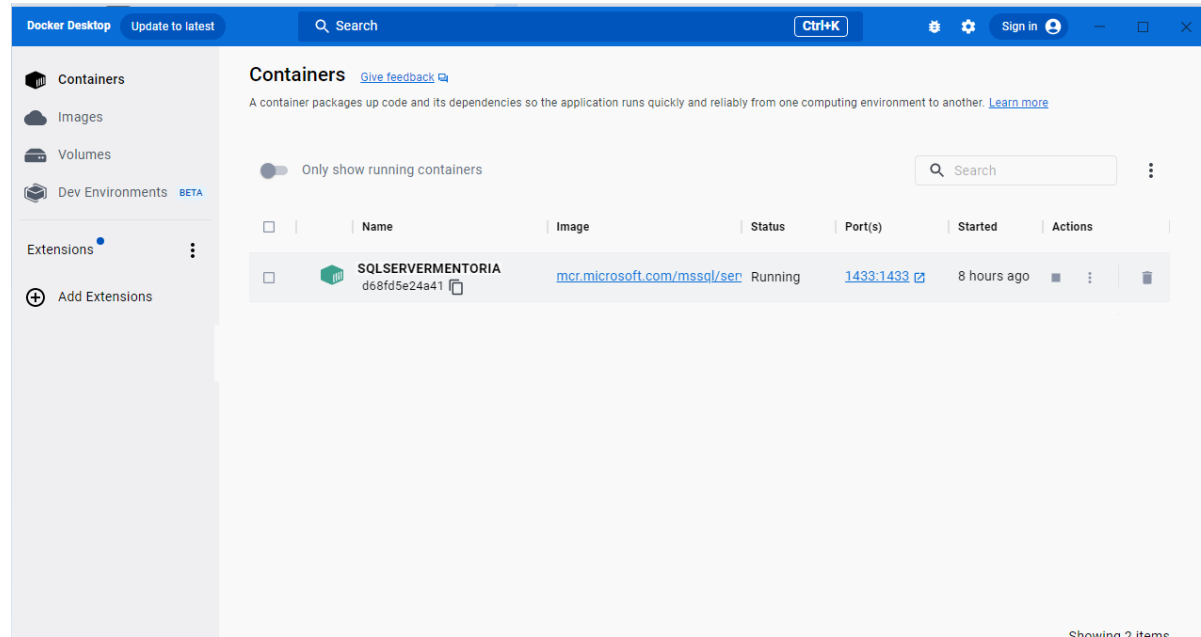 Docker Desktop Update to latest Search Ctrl+K Sign in
Containers
Images
Volumes
Dev Environments BETA
Extensions
Add Extensions
Containers Give feedback
A container packages up code and its dependencies so the application runs quickly and reliably from one computing environment to another. Learn more
Only show running containers Search
Name Image Status Port(s) Started Actions
SQLSERVERMENTORIA mcr.microsoft.com/mssql/ser Running 1433:1433 8 hours ago
d68fd5e24a41
Showing 2 items